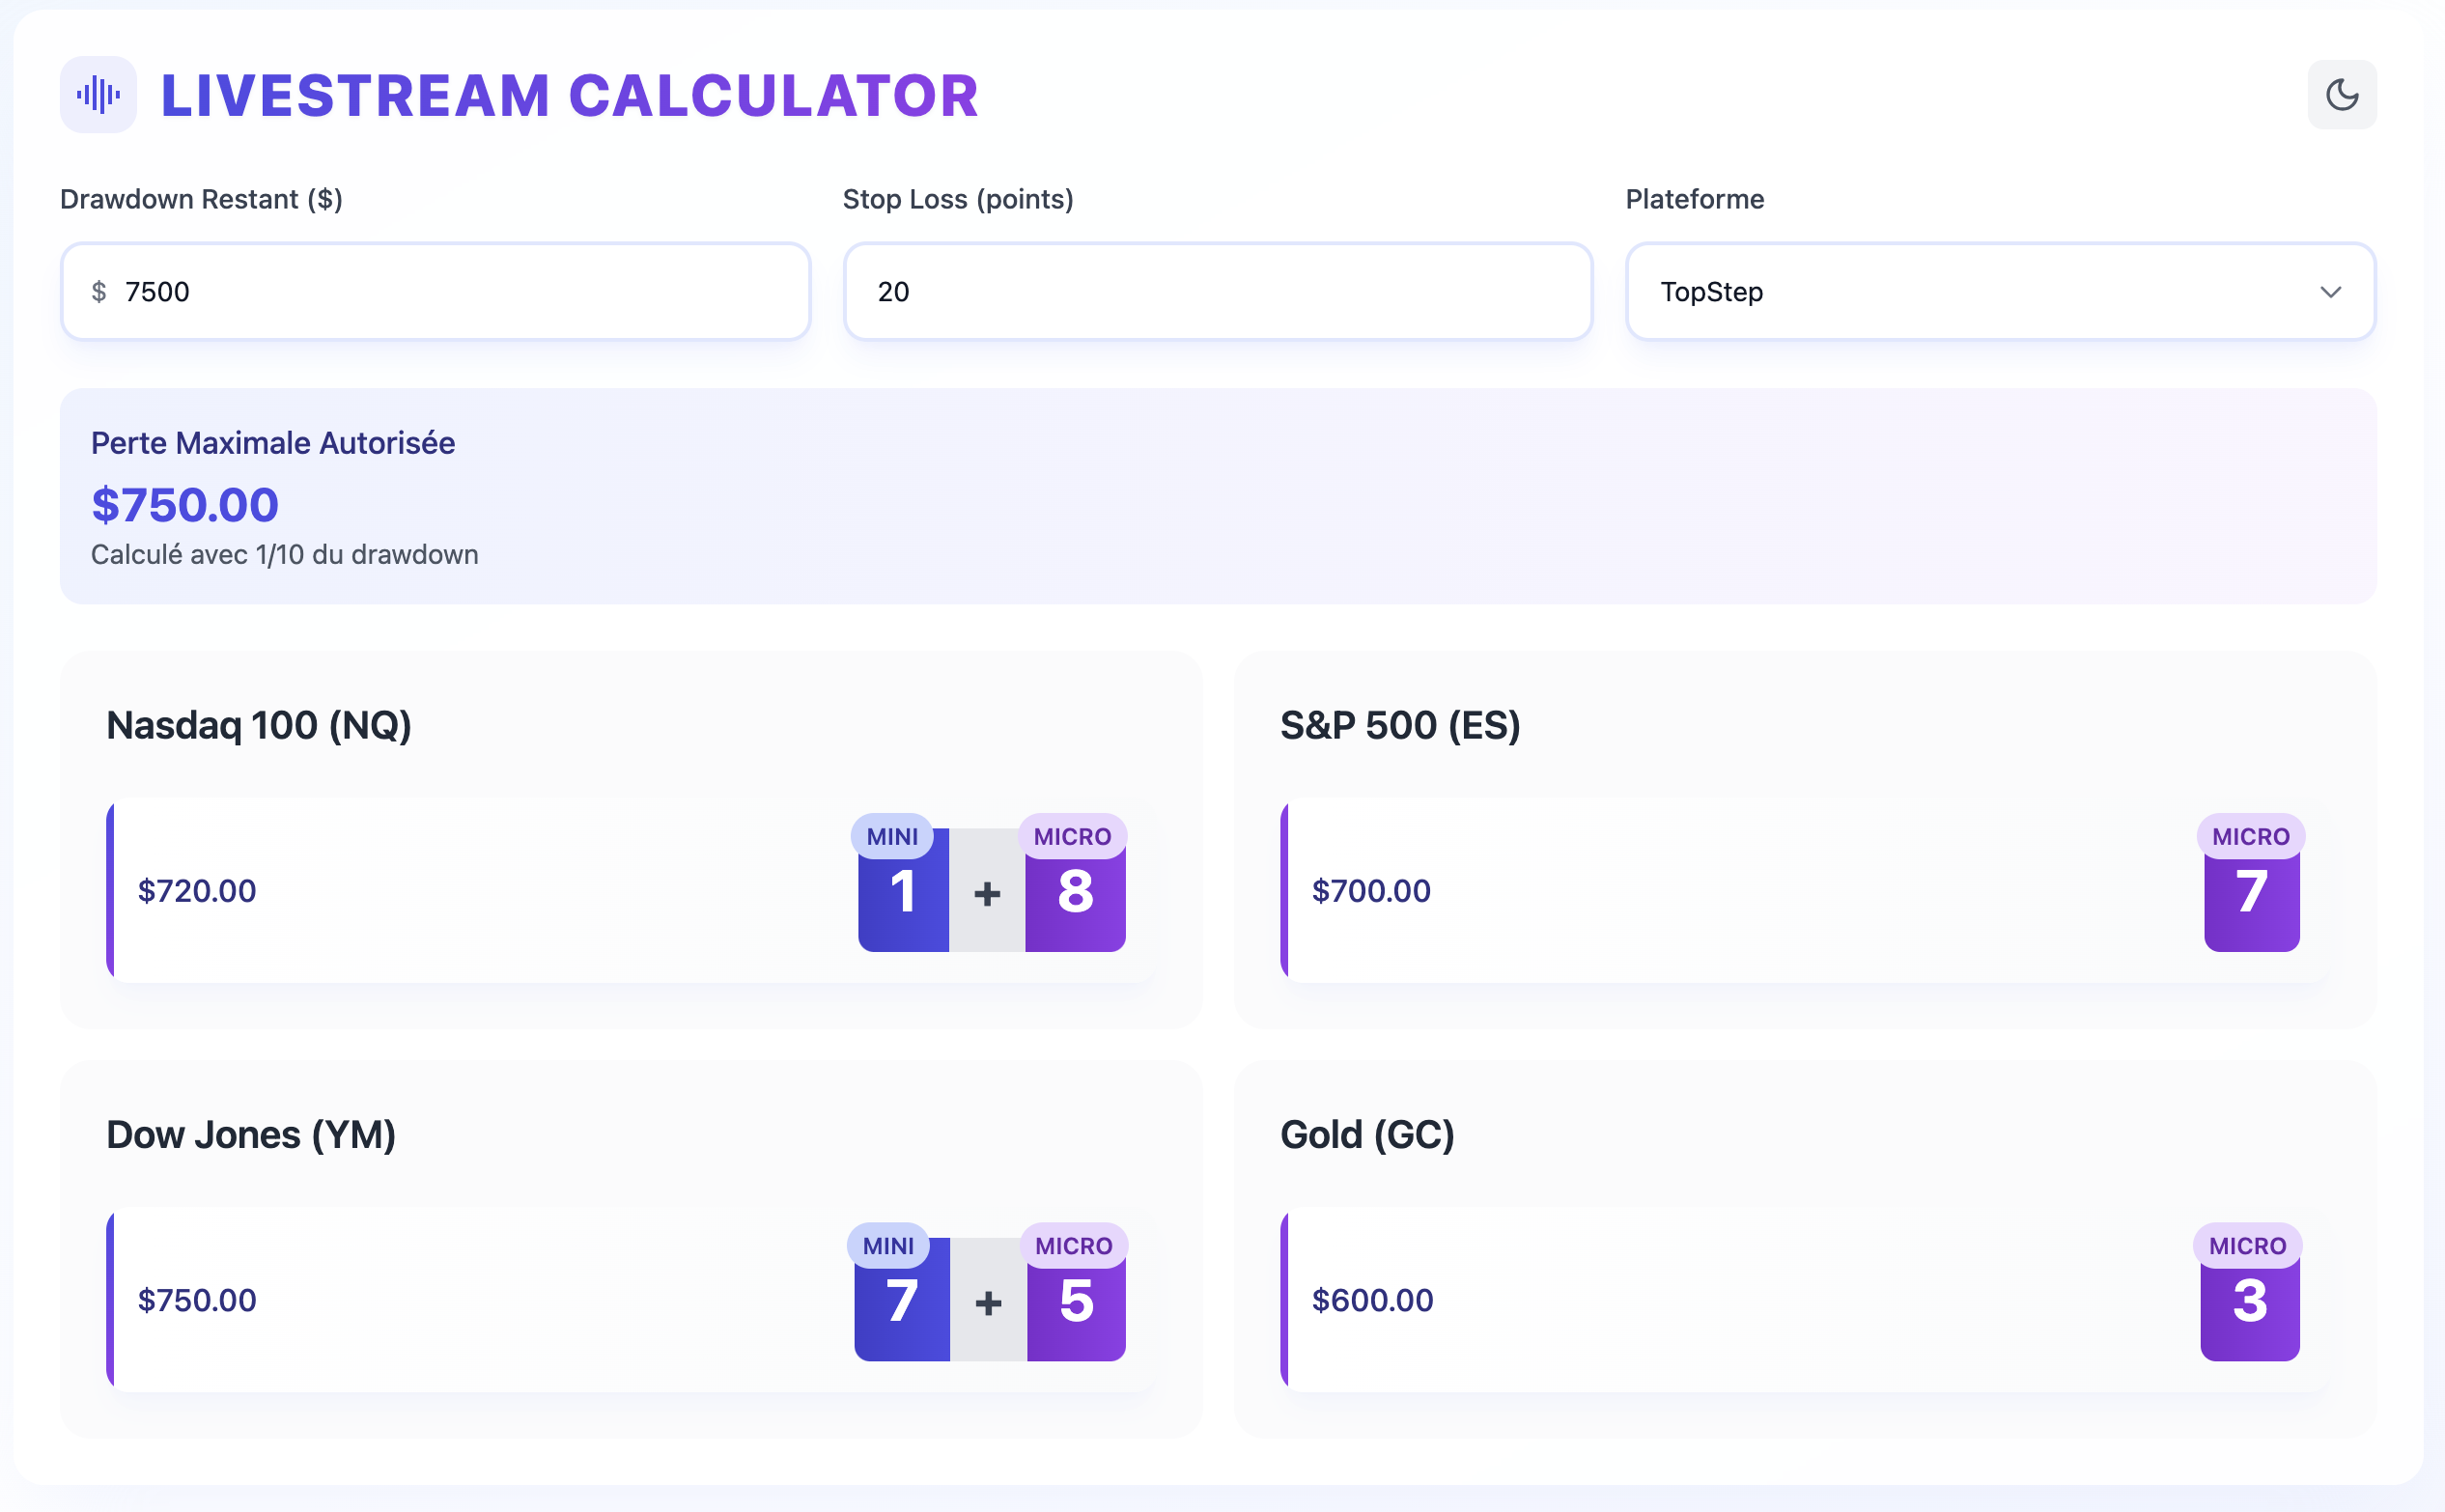 LIVESTREAM CALCULATOR
Drawdown Restant ($)
Stop Loss (points)
Plateforme
$ 7500
20
TopStep
Perte Maximale Autorisée
$750.00
Calculé avec 1/10 du drawdown
Nasdaq 100 (NQ)
MINI
MICRO
$720.00
1 + 8
S&P 500 (ES)
MICRO
$700.00
7
Dow Jones (YM)
MINI
MICRO
$750.00
7 + 5
Gold (GC)
MICRO
$600.00
3